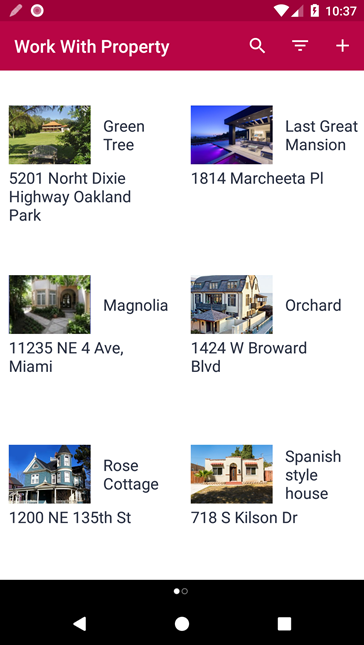 10:37
Work With Property
Green
Tree
5201 Norht Dixie
Highway Oakland
Park
Last Great
Mansion
1814 Marcheeta Pl
Magnolia
11235 NE 4 Ave,
Miami
Orchard
1424 W Broward
Blvd
Rose
Cottage
1200 NE 135th St
Spanish
style
house
718 S Kilson Dr